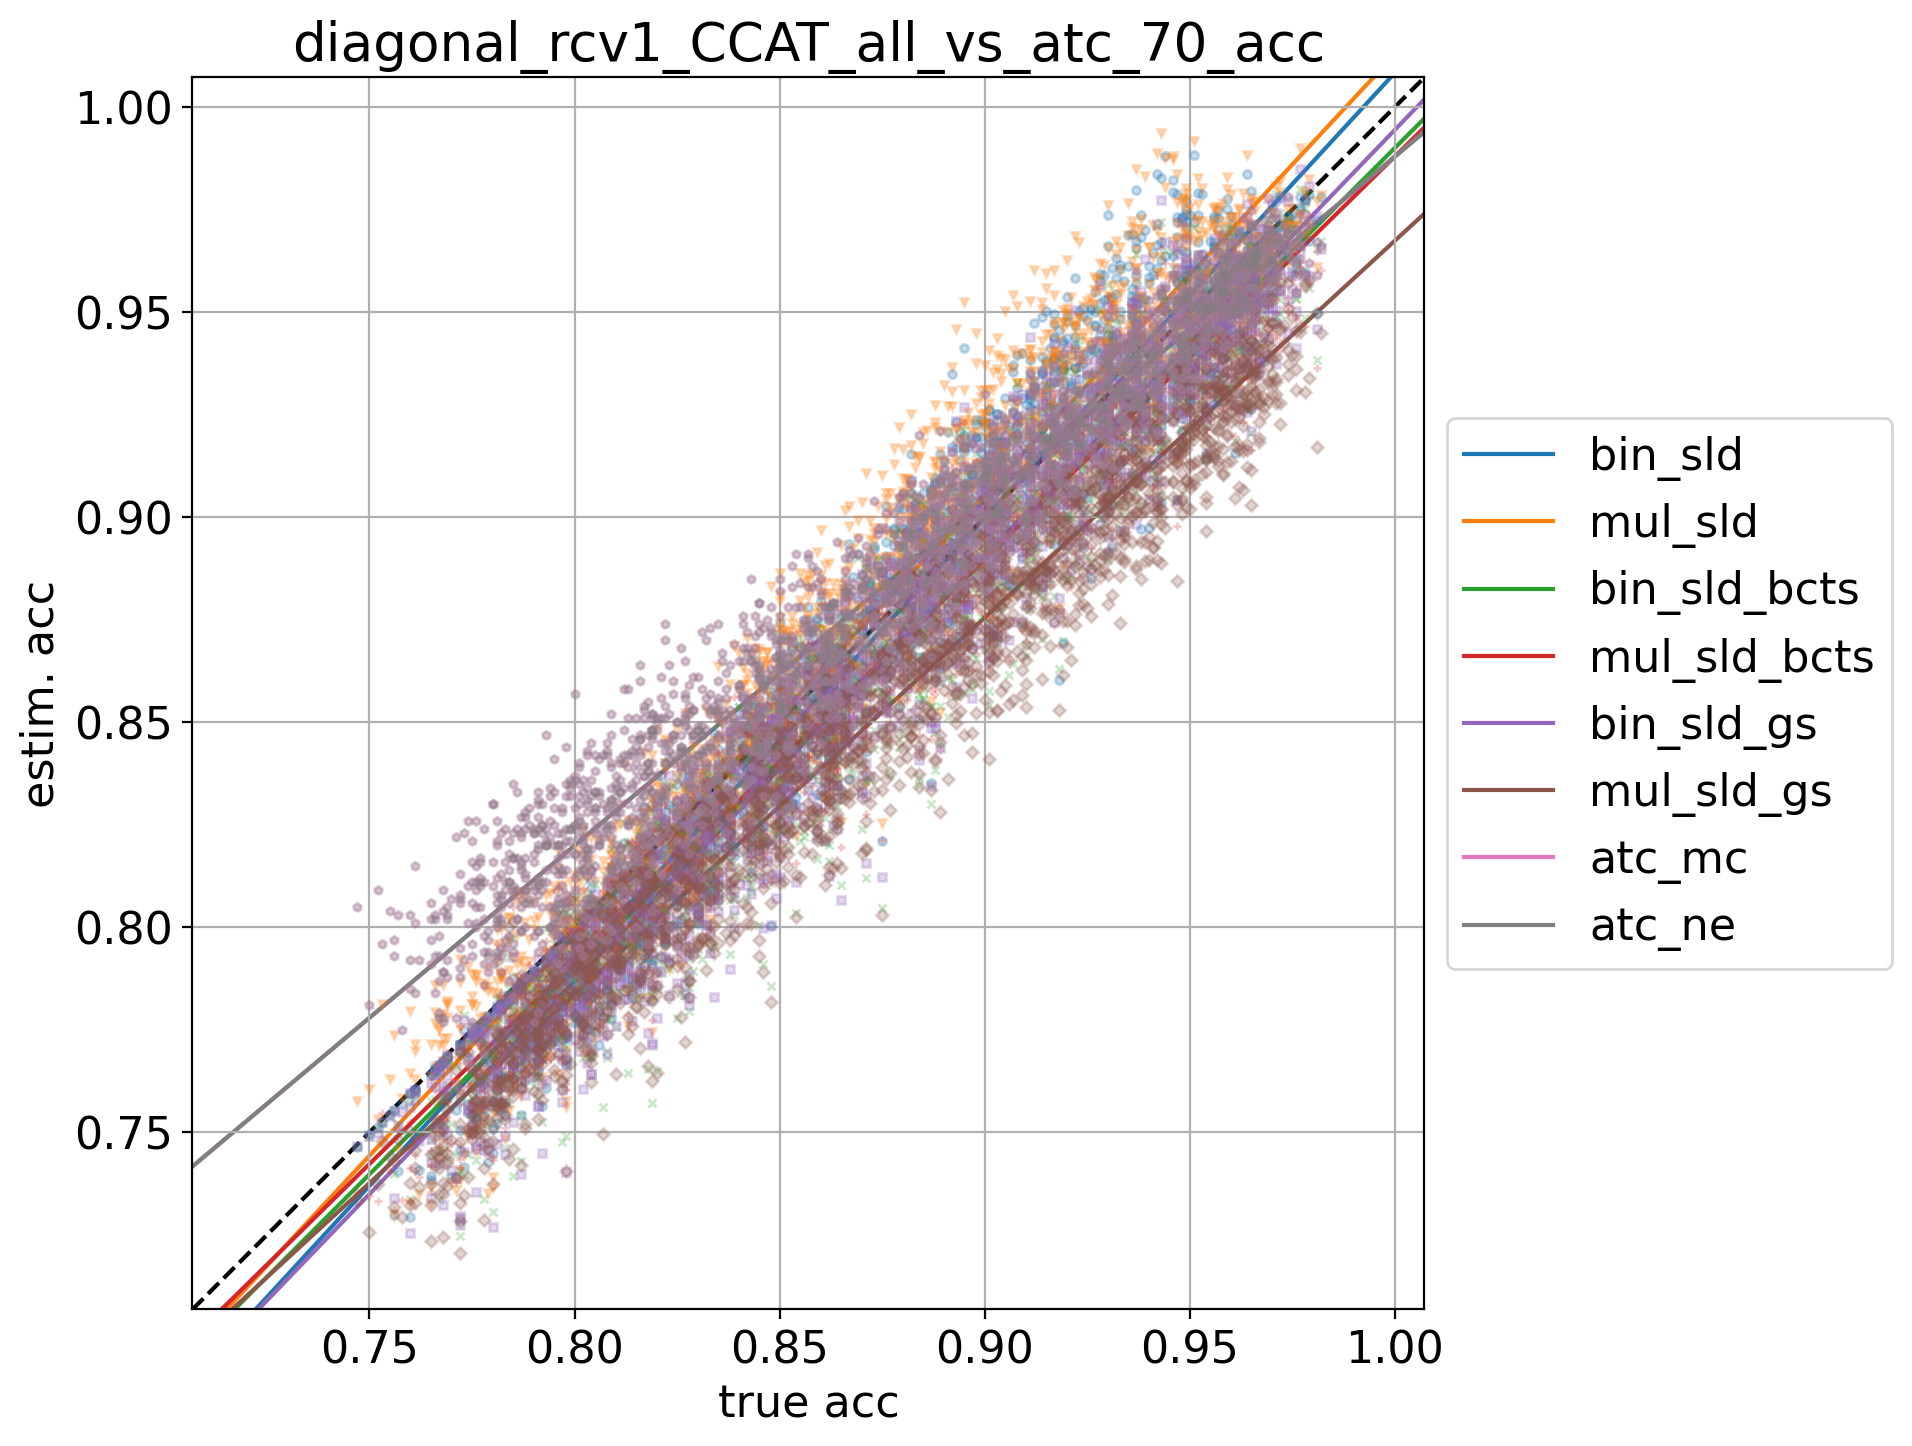 diagonal_rcv1_CCAT_all_vs_atc_70_acc
1.00
0.95
0.90
0.85
0.80
0.75
estim. acc
0.75 0.80 0.85 0.90 0.95 1.00
true acc
bin_sld
mul_sld
bin_sld_bcts
mul_sld_bcts
bin_sld_gs
mul_sld_gs
atc_mc
atc_ne